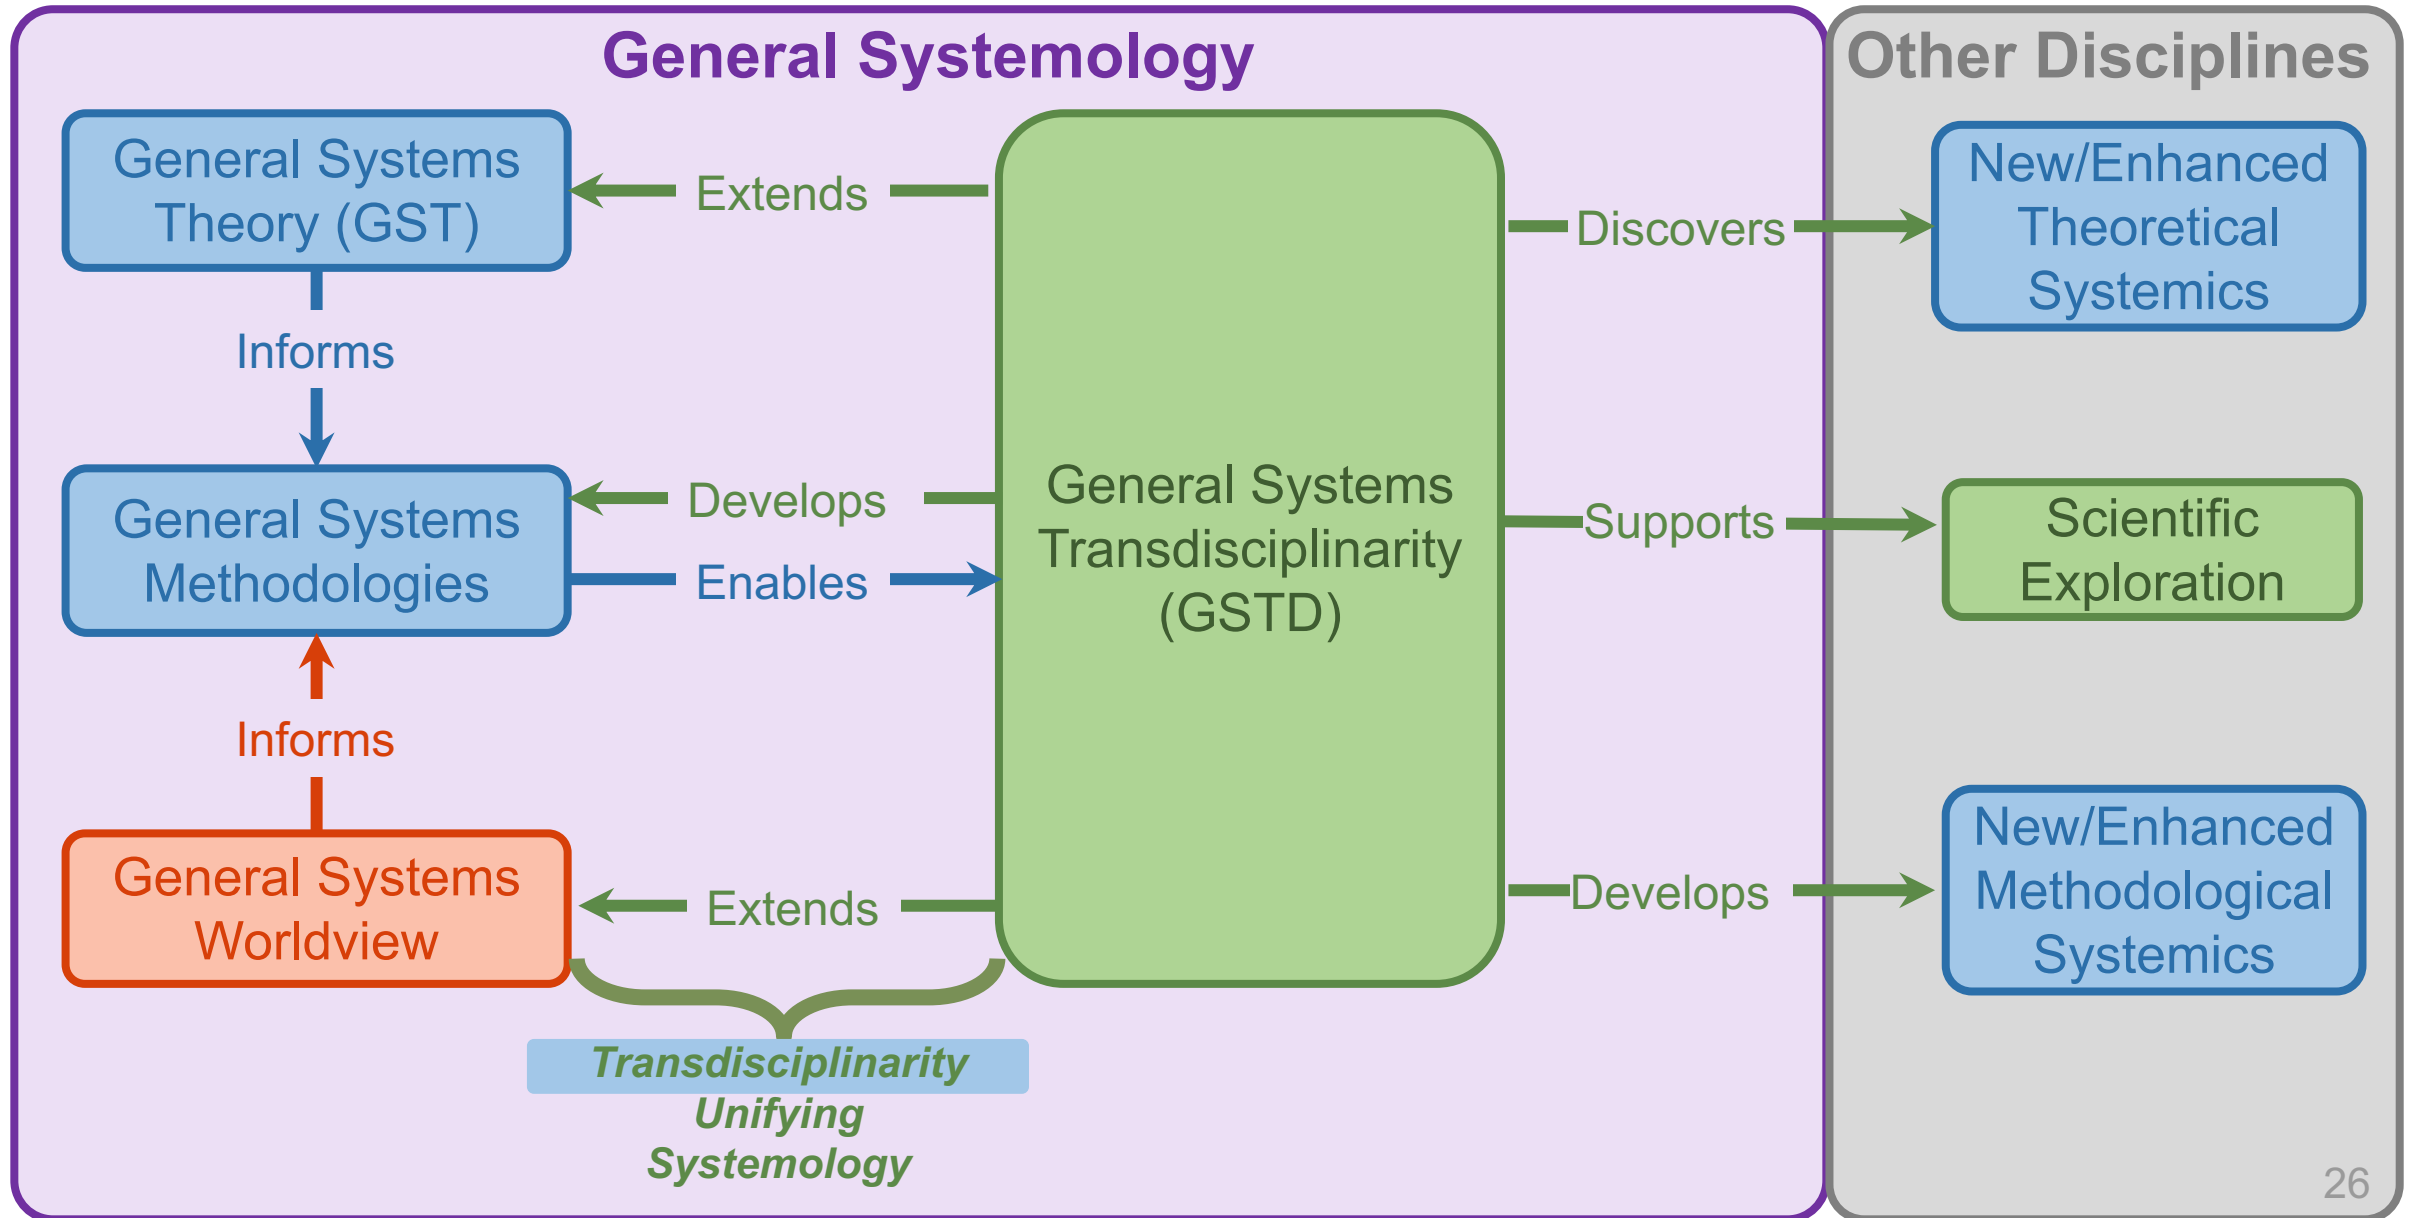 General Systemology
Other Disciplines
General Systems
Theory (GST)
Extends
Informs
General Systems
Methodologies
Develops
Enables
Informs
General Systems
Worldview
Extends
Transdisciplinarity
Unifying
Systemology
General Systems
Transdisciplinarity
(GSTD)
Discovers
Supports
Develops
New/Enhanced
Theoretical
Systemics
Scientific
Exploration
New/Enhanced
Methodological
Systemics
26